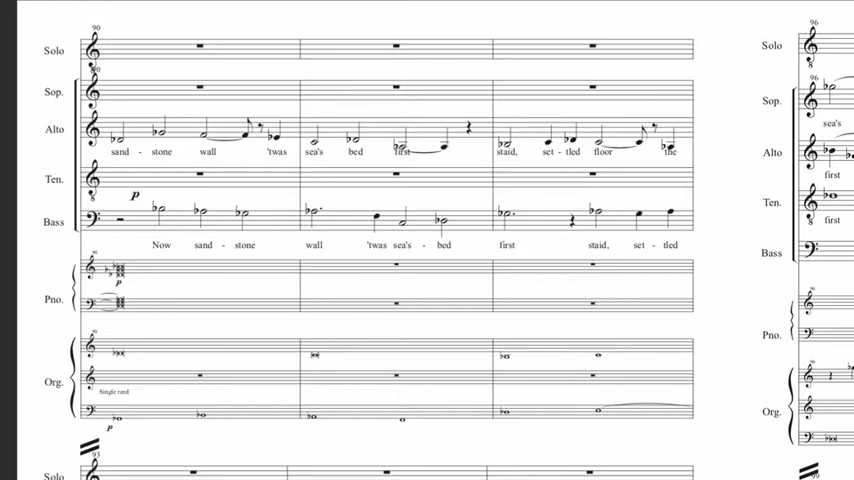 90
Solo
90
Sop.
Alto
sand - stone wall 'twas sea's bed first staid, set - tled floor the
Ten.
p
Bass
Now sand - stone wall 'twas sea's - bed first staid, set - tled
90
Pno.
p
90
Org.
Single reed
p
93
Solo
96
Solo
96
Sop.
sea's
Alto
first
Ten.
first
Bass
96
Pno.
96
Org.
99